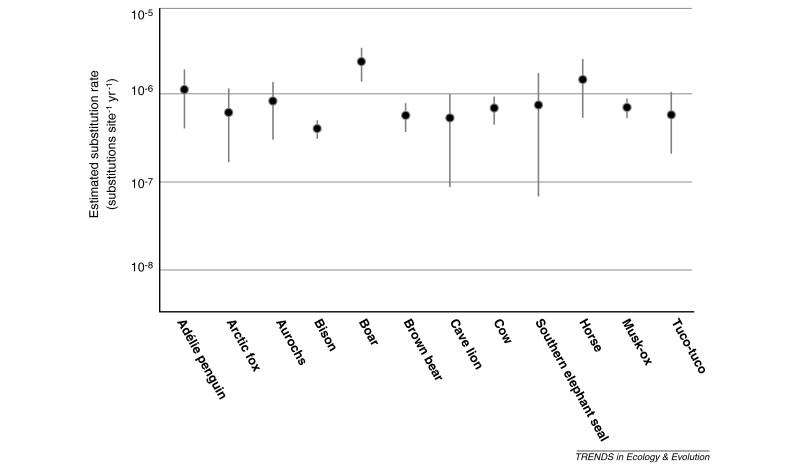 Estimated substitution rate
(substitutions site⁻¹ yr⁻¹)
10⁻⁵
10⁻⁶
10⁻⁷
10⁻⁸
Adélie penguin
Arctic fox
Aurochs
Bison
Boar
Brown bear
Cave lion
Cow
Southern elephant seal
Horse
Musk-ox
Tuco-tuco
TRENDS in Ecology & Evolution